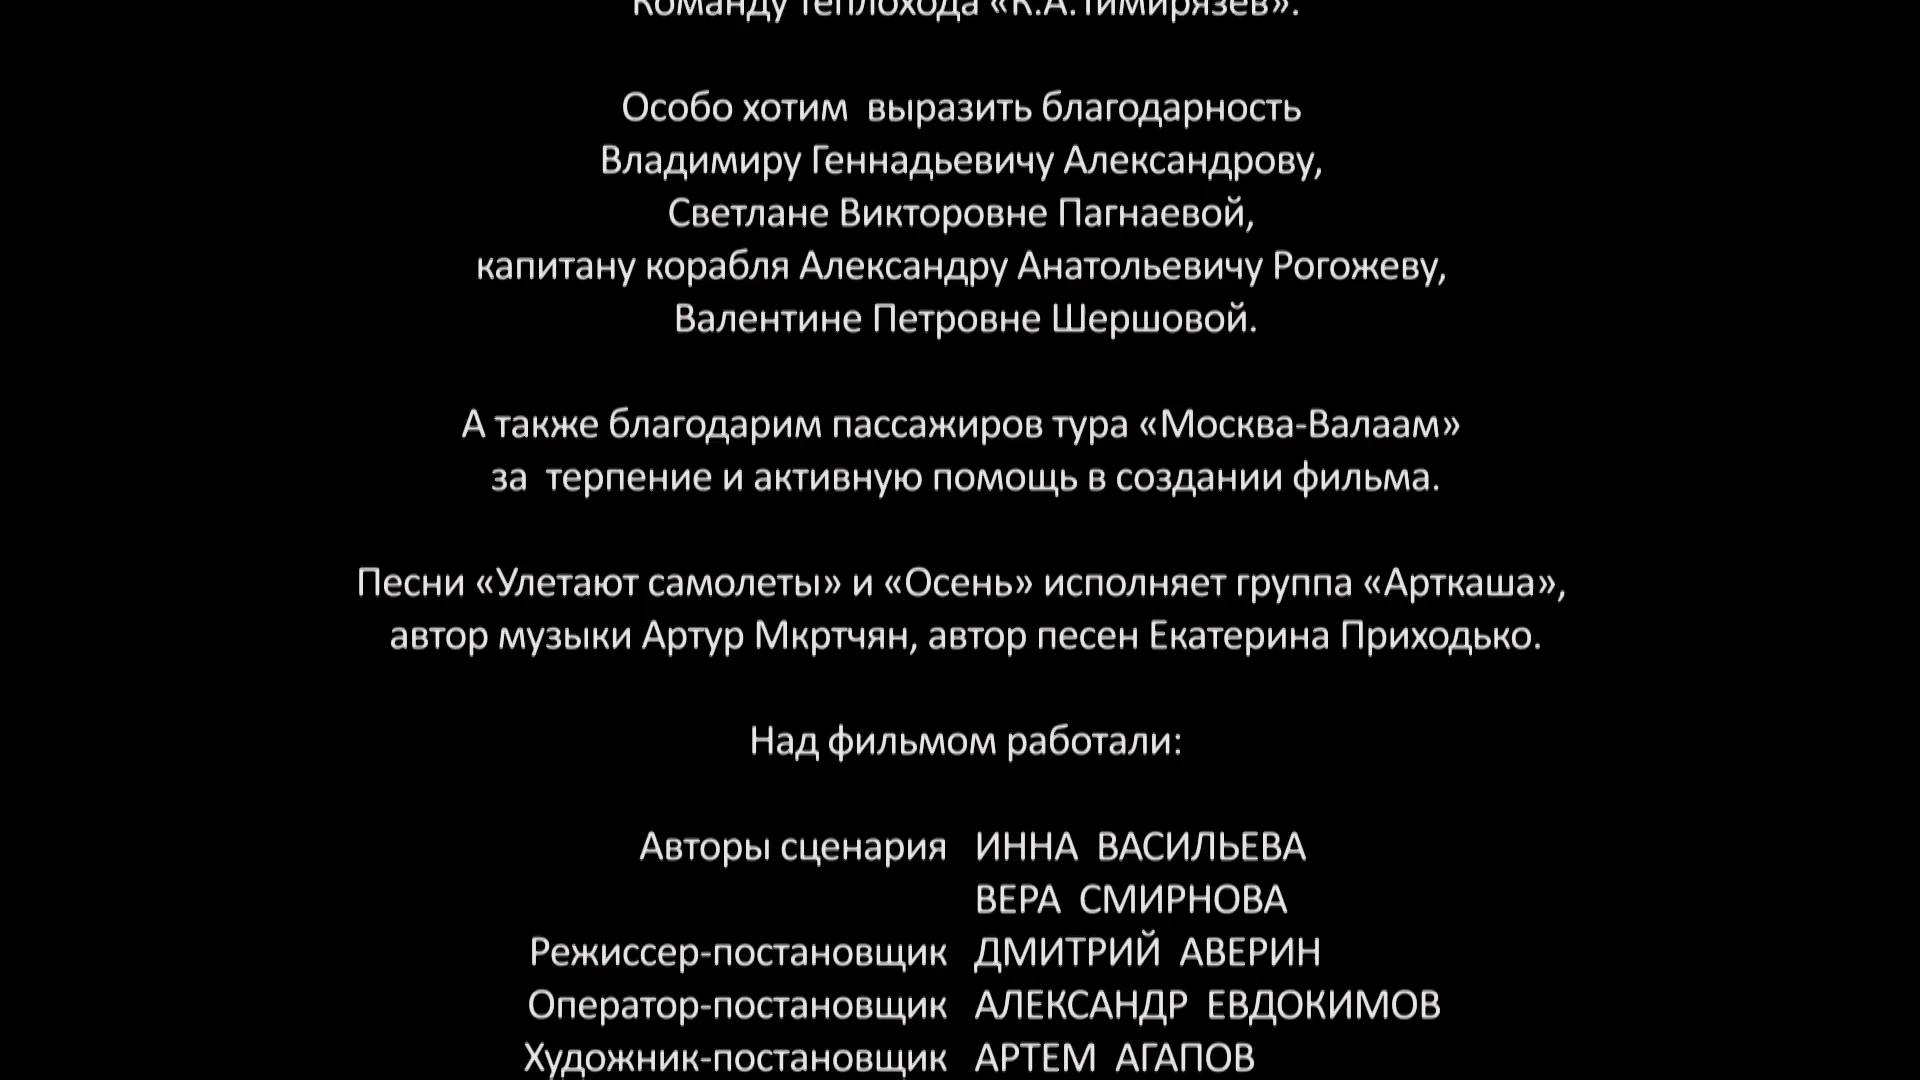 Команду теплохода «К.А.Тимирязев».
Особо хотим выразить благодарность
Владимиру Геннадьевичу Александрову,
Светлане Викторовне Пагнаевой,
капитану корабля Александру Анатольевичу Рогожеву,
Валентине Петровне Шершовой.
А также благодарим пассажиров тура «Москва-Валаам»
за терпение и активную помощь в создании фильма.
Песни «Улетают самолеты» и «Осень» исполняет группа «Арткаша»,
автор музыки Артур Мкртчян, автор песен Екатерина Приходько.
Над фильмом работали:
Авторы сценария ИННА ВАСИЛЬЕВА
ВЕРА СМИРНОВА
Режиссер-постановщик ДМИТРИЙ АВЕРИН
Оператор-постановщик АЛЕКСАНДР ЕВДОКИМОВ
Художник-постановщик АРТЕМ АГАПОВ